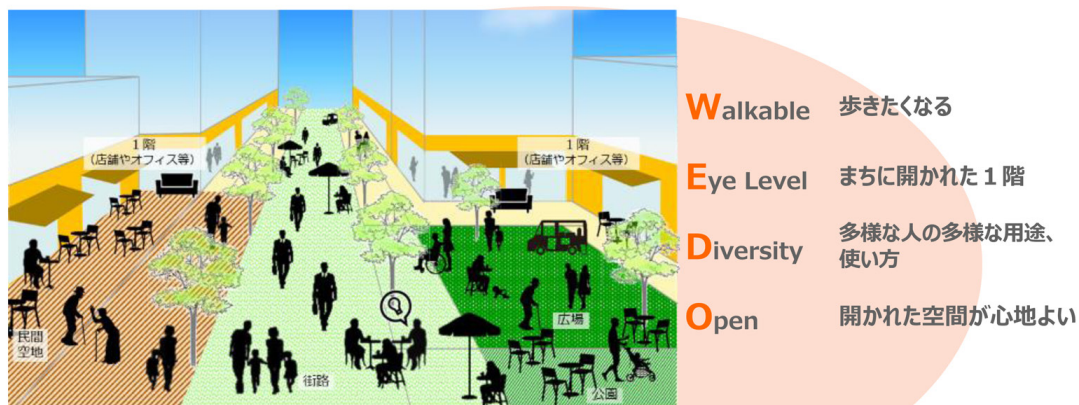 1階
(店舗やオフィス等)
1階
(店舗やオフィス等)
民間
空地
街路
広場
公園
Walkable 歩きたくなる
Eye Level まちに開かれた１階
Diversity 多様な人の多様な用途、
使い方
Open 開かれた空間が心地よい